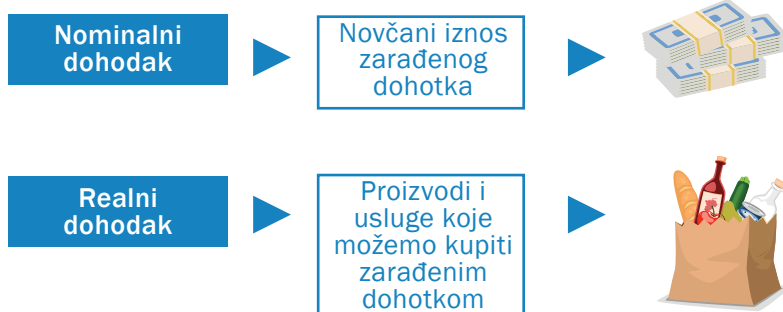 Nominalni
dohodak
Novčani iznos
zarađenog
dohotka
Realni
dohodak
Proizvodi i
usluge koje
možemo kupiti
zarađenim
dohotkom